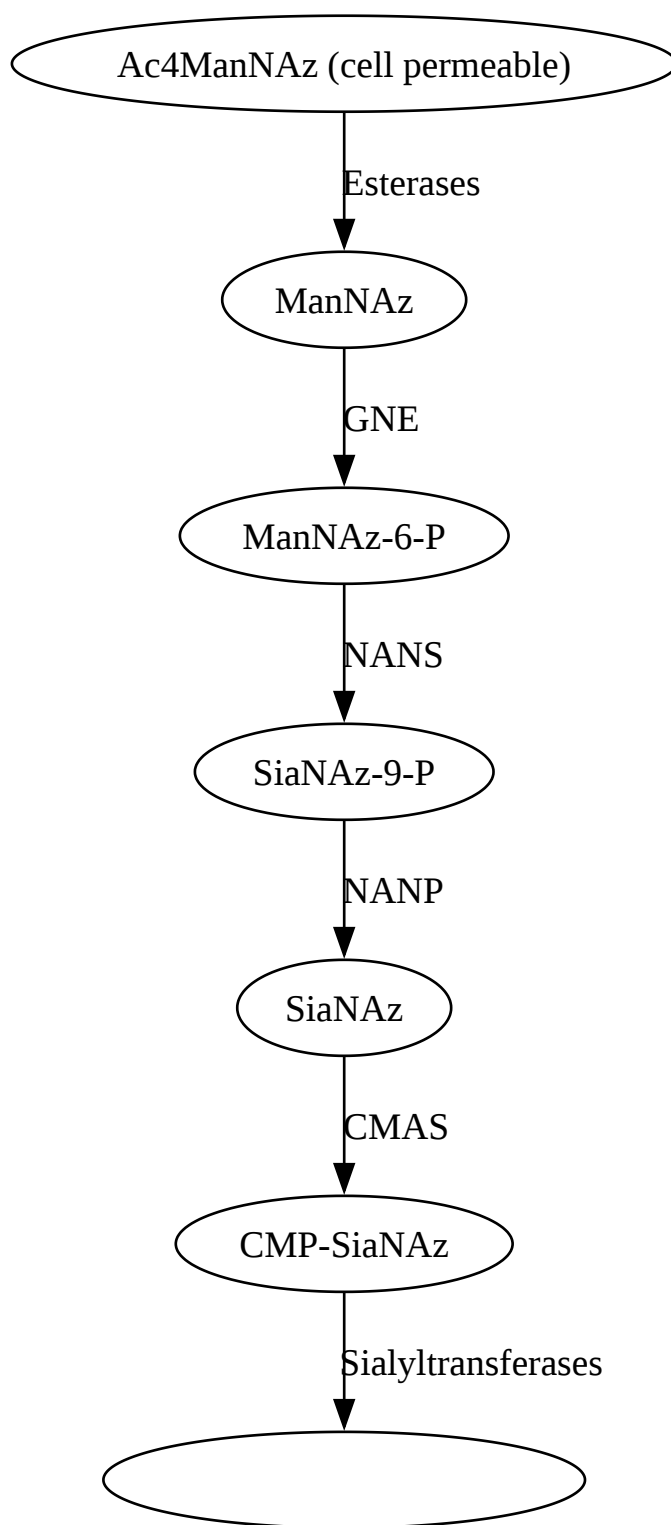 Ac4ManNAz (cell permeable)
Esterases
ManNAz
GNE
ManNAz-6-P
NANS
SiaNAz-9-P
NANP
SiaNAz
CMAS
CMP-SiaNAz
Sialyltransferases